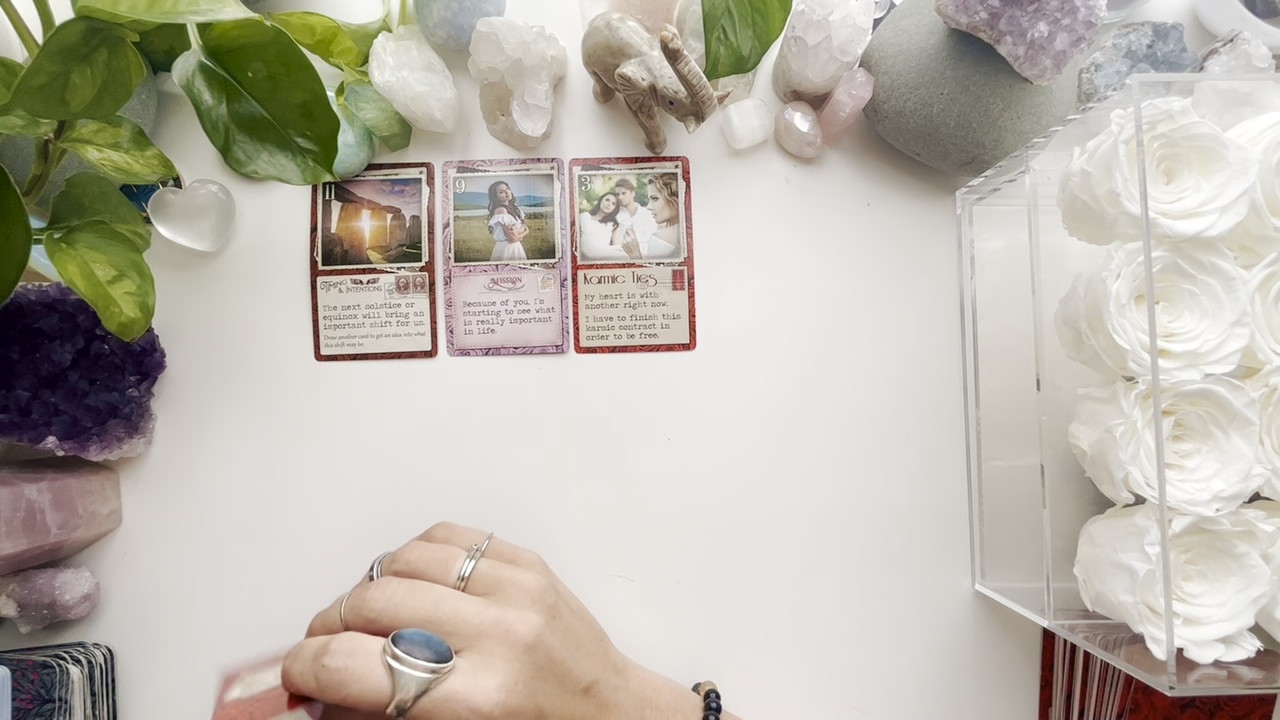 11
TIMING
& INTENTIONS
The next solstice or
equinox will bring an
important shift for us.
Draw another card to get an idea into what
this shift may be.
9
MISSION
Because of you, I'm
starting to see what
is really important
in life.
3
Karmic Ties
My heart is with
another right now.
I have to finish this
karmic contract in
order to be free.